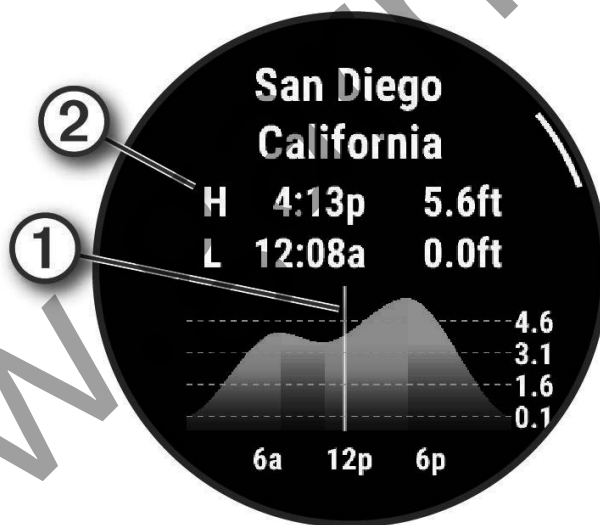 San Diego
California
2
H 4:13p 5.6ft
1
L 12:08a 0.0ft
4.6
3.1
1.6
0.1
6a 12p 6p